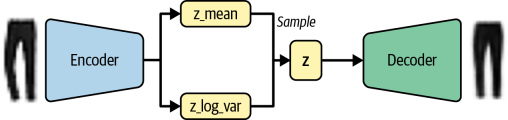 z_mean
Sample
Encoder
z
Decoder
z_log_var